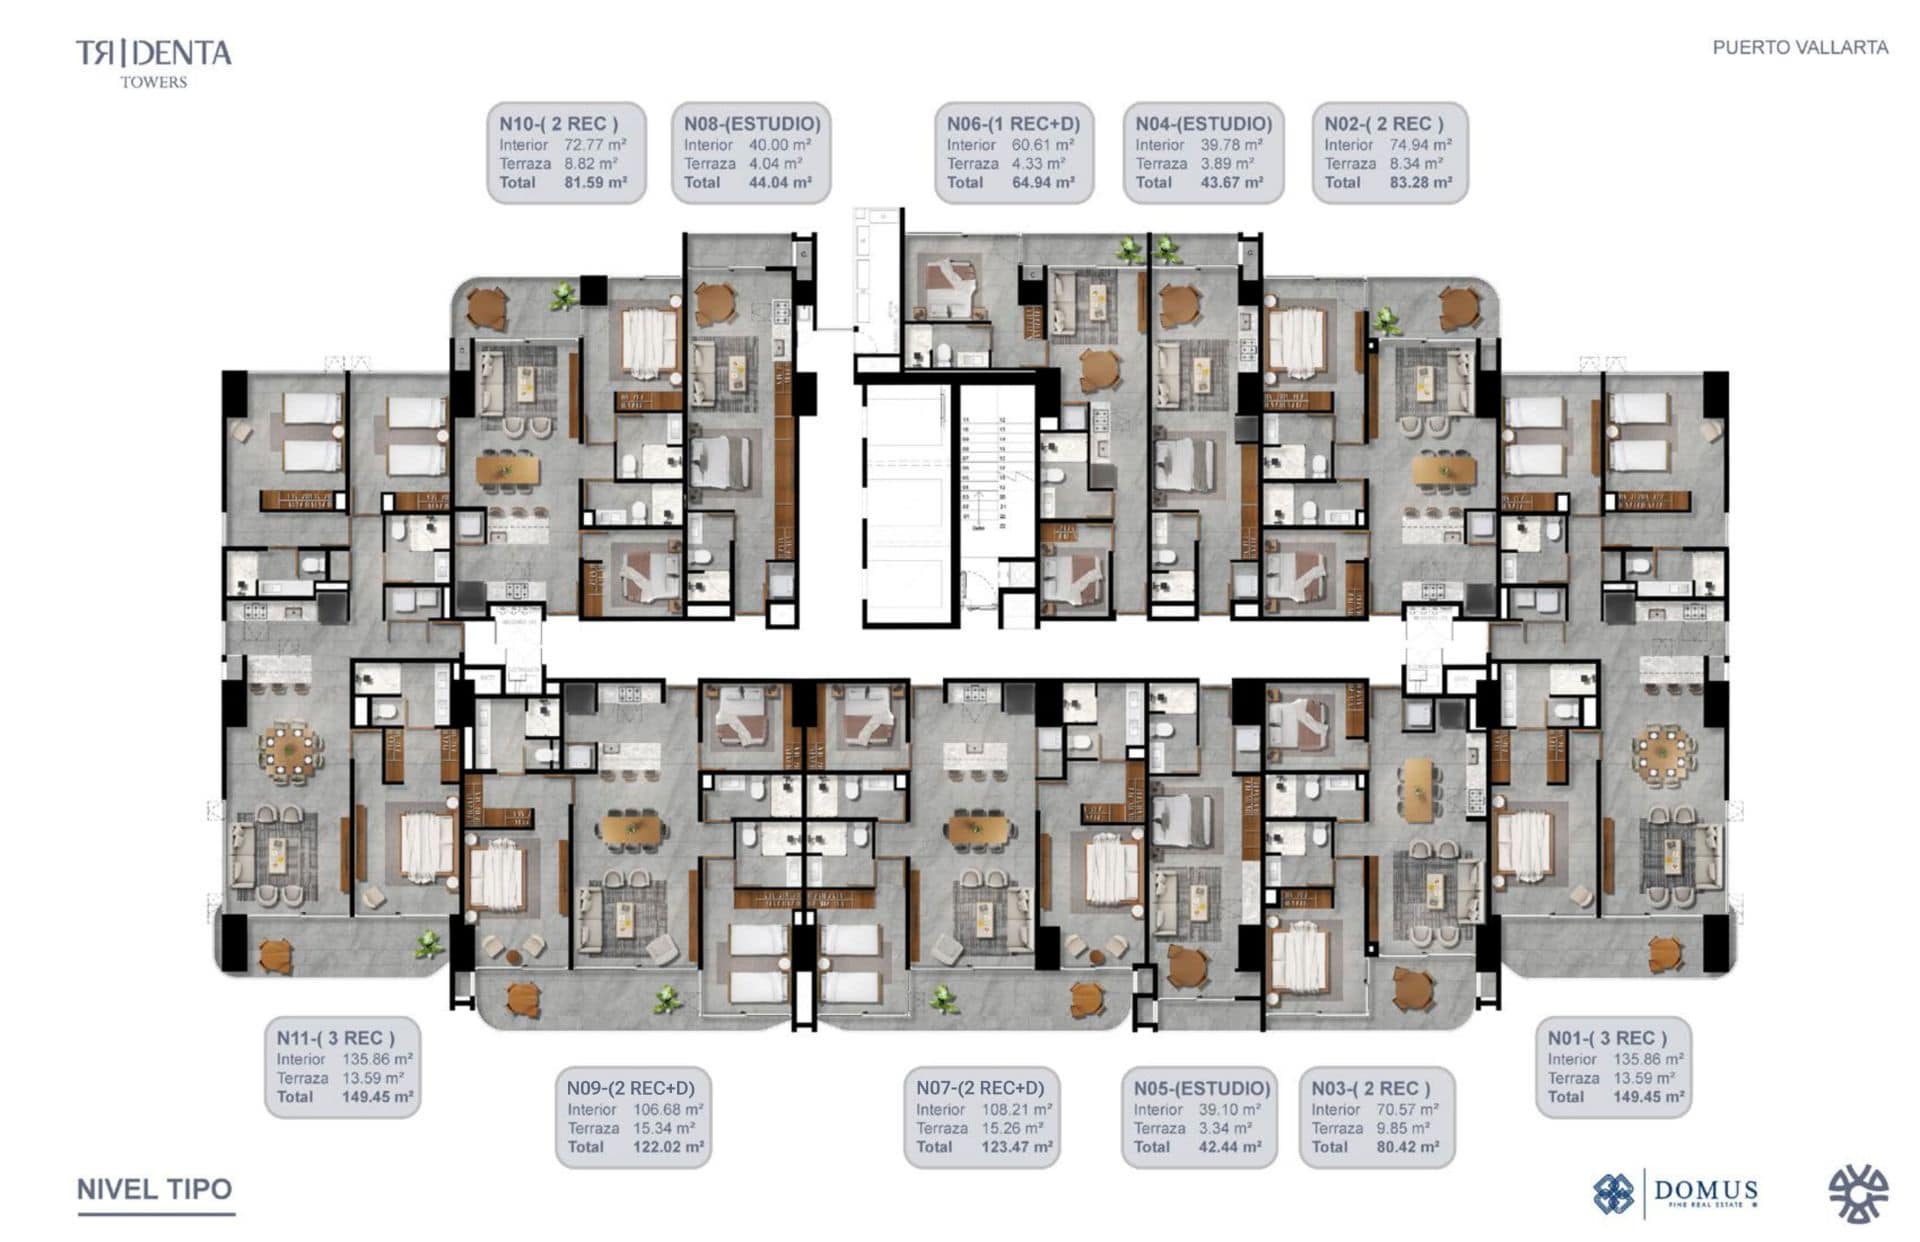 TRIDENTA
TOWERS
PUERTO VALLARTA
N10-( 2 REC )
Interior 72.77 m²
Terraza 8.82 m²
Total 81.59 m²
N08-(ESTUDIO)
Interior 40.00 m²
Terraza 4.04 m²
Total 44.04 m²
N06-(1 REC+D)
Interior 60.61 m²
Terraza 4.33 m²
Total 64.94 m²
N04-(ESTUDIO)
Interior 39.78 m²
Terraza 3.89 m²
Total 43.67 m²
N02-( 2 REC )
Interior 74.94 m²
Terraza 8.34 m²
Total 83.28 m²
N11-( 3 REC )
Interior 135.86 m²
Terraza 13.59 m²
Total 149.45 m²
N09-(2 REC+D)
Interior 106.68 m²
Terraza 15.34 m²
Total 122.02 m²
N07-(2 REC+D)
Interior 108.21 m²
Terraza 15.26 m²
Total 123.47 m²
N05-(ESTUDIO)
Interior 39.10 m²
Terraza 3.34 m²
Total 42.44 m²
N03-( 2 REC )
Interior 70.57 m²
Terraza 9.85 m²
Total 80.42 m²
N01-( 3 REC )
Interior 135.86 m²
Terraza 13.59 m²
Total 149.45 m²
NIVEL TIPO
DOMUS
FINE REAL ESTATE